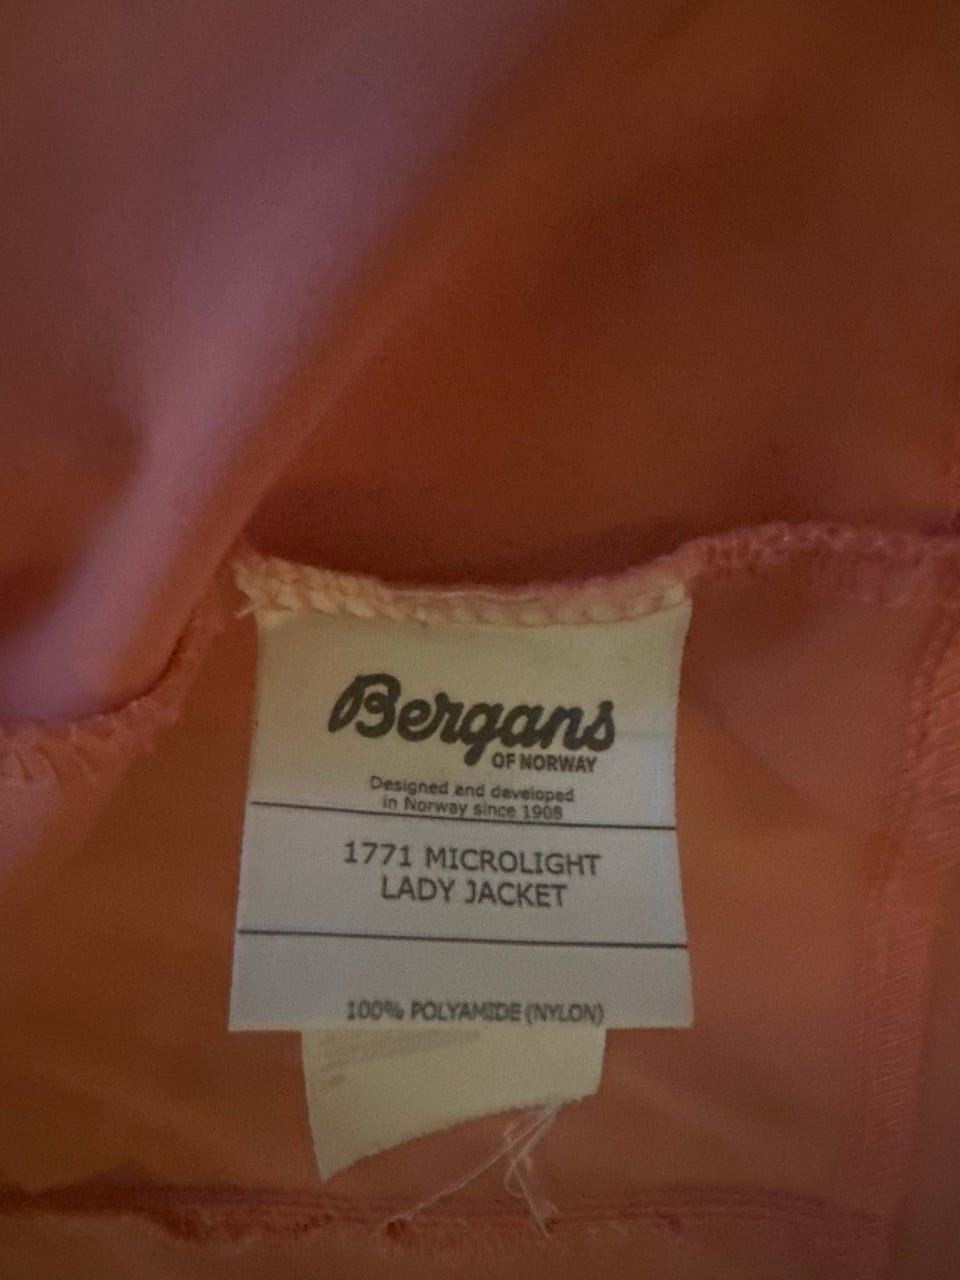 Bergans
OF NORWAY
Designed and developed
in Norway since 1908
1771 MICROLIGHT
LADY JACKET
100% POLYAMIDE (NYLON)